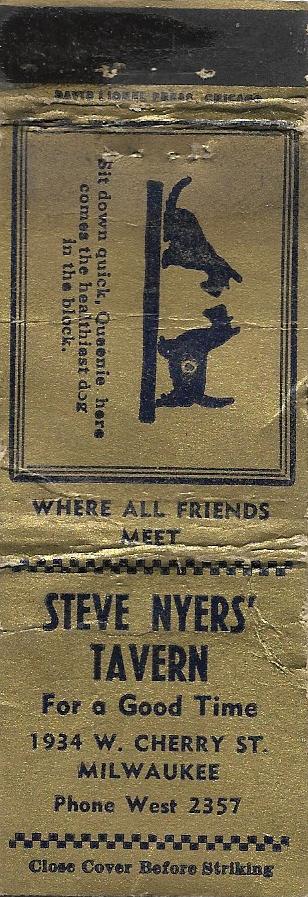 DAVID LIONEL PRESS, CHICAGO
Sit down quick, Queenie here
comes the healthiest dog
in the block.
WHERE ALL FRIENDS
MEET
STEVE NYERS'
TAVERN
For a Good Time
1934 W. CHERRY ST.
MILWAUKEE
Phone West 2357
Close Cover Before Striking